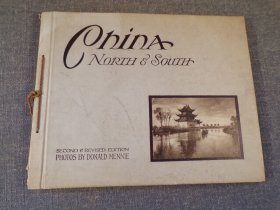 China
NORTH & SOUTH
SECOND & REVISED EDITION
PHOTOS BY DONALD MENNIE